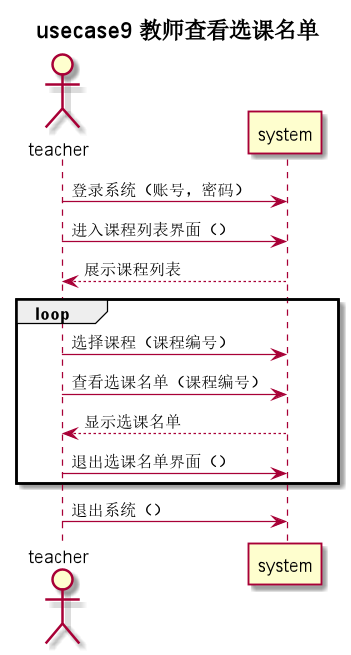 usecase9 教师查看选课名单
teacher
system
登录系统（账号，密码）
进入课程列表界面（）
展示课程列表
loop
选择课程（课程编号）
查看选课名单（课程编号）
显示选课名单
退出选课名单界面（）
退出系统（）
teacher
system